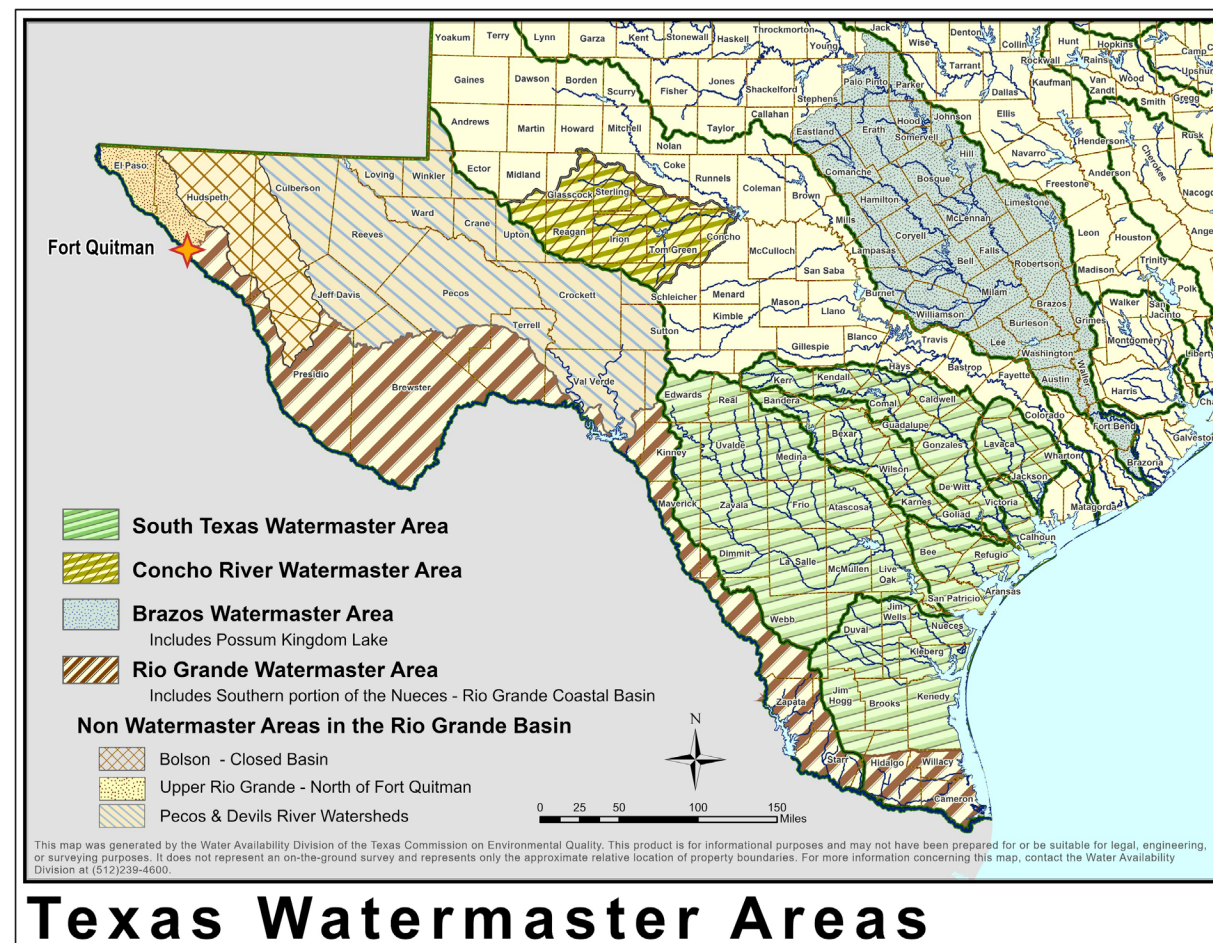 Yoakum Terry Lynn Garza Kent Stonewall Haskell Throckmorton Young Jack Wise Denton Collin Hunt Hopkins Camp
Rockwall Rains Wood Upshur
Gaines Dawson Borden Scurry Fisher Jones Shackelford Stephens Palo Pinto Parker Tarrant Dallas Kaufman Van Zandt Smith Gregg
Andrews Martin Howard Mitchell Nolan Taylor Callahan Eastland Erath Hood Somervell Johnson Ellis Henderson Rusk
El Paso Hudspeth Culberson Loving Winkler Ector Midland Glasscock Sterling Coke Runnels Coleman Brown Comanche Hamilton Bosque Hill Navarro Freestone Anderson Cherokee Nacog
Ward Reeves Crane Upton Reagan Irion Tom Green Concho McCulloch Mills Lampasas Coryell McLennan Limestone Falls Leon Houston Ange
Fort Quitman
Bell Robertson Madison Trinity Polk
Jeff Davis Pecos Crockett Schleicher Menard Mason San Saba Llano Burnet Williamson Milam Brazos Burleson Grimes Walker San Jacinto
Terrell Sutton Kimble Gillespie Blanco Travis Lee Washington Montgomery Liberty
Presidio Brewster Val Verde Edwards Real Kerr Kendall Bandera Hays Comal Caldwell Bastrop Fayette Austin Waller Harris Cha
Kinney Uvalde Medina Bexar Guadalupe Gonzales Lavaca Colorado Fort Bend Galvesto
Wilson De Witt Jackson Wharton Brazoria
Maverick Zavala Frio Atascosa Karnes Goliad Victoria Matagorda
Calhoun
Dimmit La Salle McMullen Live Oak Bee Refugio
Aransas
San Patricio
Webb Duval Jim Wells Nueces
Kleberg
Zapata Jim Hogg Brooks Kenedy
Starr Hidalgo Willacy
Cameron
South Texas Watermaster Area
Concho River Watermaster Area
Brazos Watermaster Area
Includes Possum Kingdom Lake
Rio Grande Watermaster Area
Includes Southern portion of the Nueces - Rio Grande Coastal Basin
Non Watermaster Areas in the Rio Grande Basin
Bolson - Closed Basin
Upper Rio Grande - North of Fort Quitman
Pecos & Devils River Watersheds
N
0 25 50 100 150
Miles
This map was generated by the Water Availability Division of the Texas Commission on Environmental Quality. This product is for informational purposes and may not have been prepared for or be suitable for legal, engineering,
or surveying purposes. It does not represent an on-the-ground survey and represents only the approximate relative location of property boundaries. For more information concerning this map, contact the Water Availability
Division at (512)239-4600.
Texas Watermaster Areas